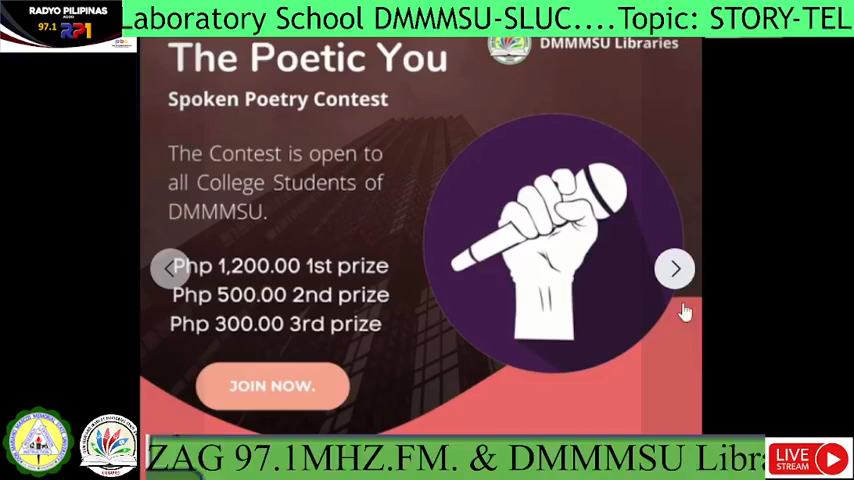 RADYO PILIPINAS
97.1 RP1
Laboratory School DMMMSU-SLUC....Topic: STORY-TEL
The Poetic You
DMMMSU Libraries
Spoken Poetry Contest
The Contest is open to
all College Students of
DMMMSU.
Php 1,200.00 1st prize
Php 500.00 2nd prize
Php 300.00 3rd prize
JOIN NOW.
ZAG 97.1MHZ.FM. & DMMMSU Libra
LIVE
STREAM